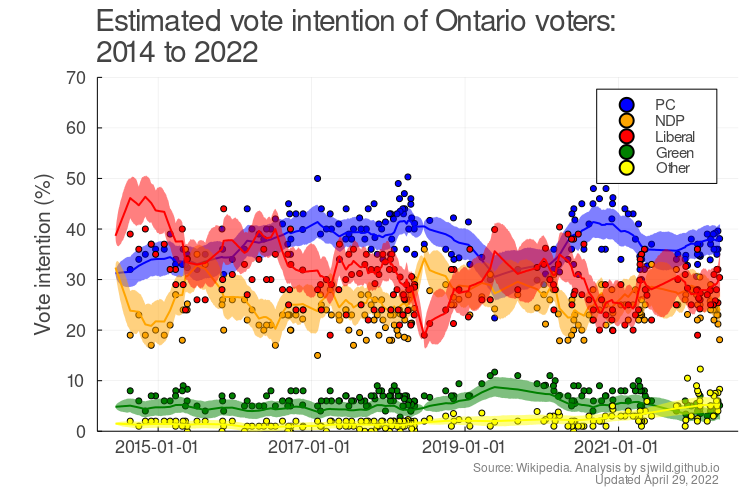 Estimated vote intention of Ontario voters:
2014 to 2022
70
60
50
40
30
20
10
0
Vote intention (%)
PC
NDP
Liberal
Green
Other
2015-01-01
2017-01-01
2019-01-01
2021-01-01
Source: Wikipedia. Analysis by sjwild.github.io
Updated April 29, 2022